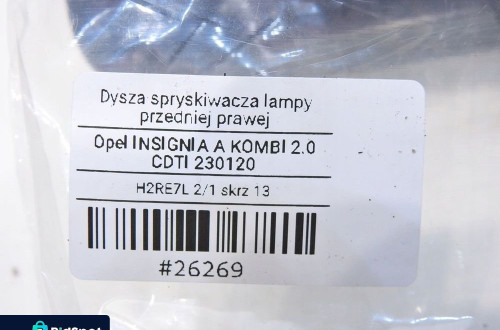 Dysza spryskiwacza lampy
przedniej prawej
Opel INSIGNIA A KOMBI 2.0
CDTI 230120
H2RE7L 2/1 skrz 13
#26269